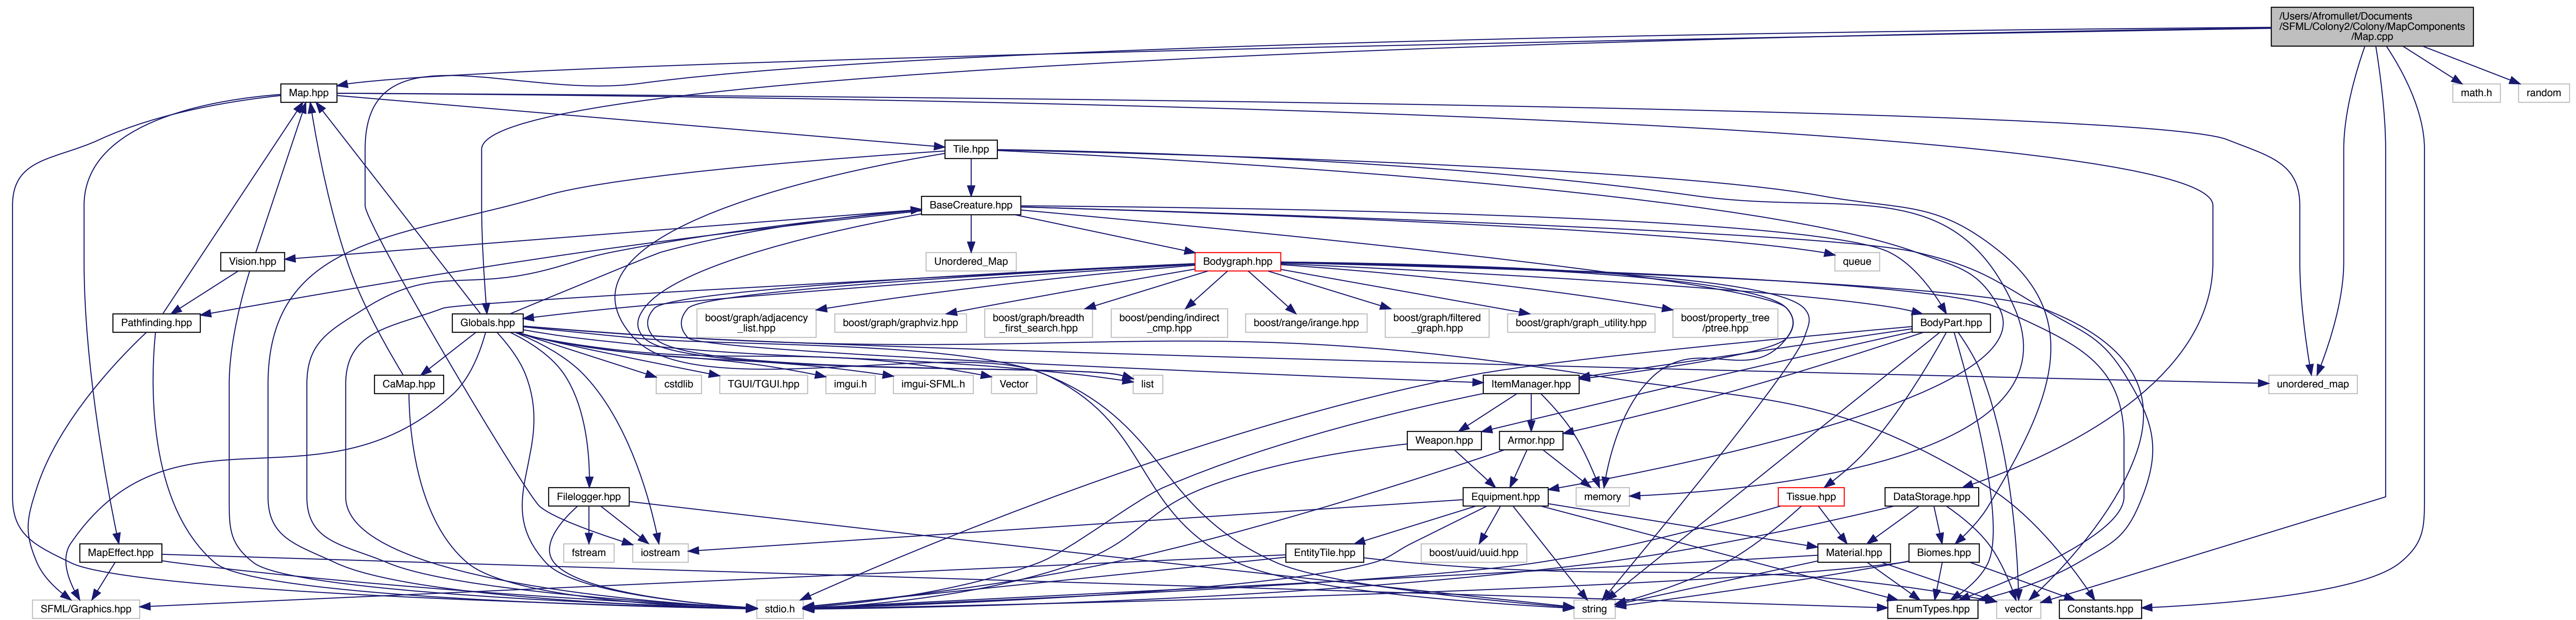 /Users/Afromullet/Documents
/SFML/Colony2/Colony/MapComponents
/Map.cpp
Map.hpp
math.h
random
Tile.hpp
BaseCreature.hpp
Vision.hpp
Unordered_Map
Bodygraph.hpp
queue
Pathfinding.hpp
Globals.hpp
boost/graph/adjacency
_list.hpp
boost/graph/graphviz.hpp
boost/graph/breadth
_first_search.hpp
boost/pending/indirect
_cmp.hpp
boost/range/irange.hpp
boost/graph/filtered
_graph.hpp
boost/graph/graph_utility.hpp
boost/property_tree
/ptree.hpp
BodyPart.hpp
CaMap.hpp
cstdlib
TGUI/TGUI.hpp
imgui.h
imgui-SFML.h
Vector
list
ItemManager.hpp
unordered_map
Weapon.hpp
Armor.hpp
Filelogger.hpp
Equipment.hpp
memory
Tissue.hpp
DataStorage.hpp
MapEffect.hpp
fstream
iostream
EntityTile.hpp
boost/uuid/uuid.hpp
Material.hpp
Biomes.hpp
SFML/Graphics.hpp
stdio.h
string
EnumTypes.hpp
vector
Constants.hpp